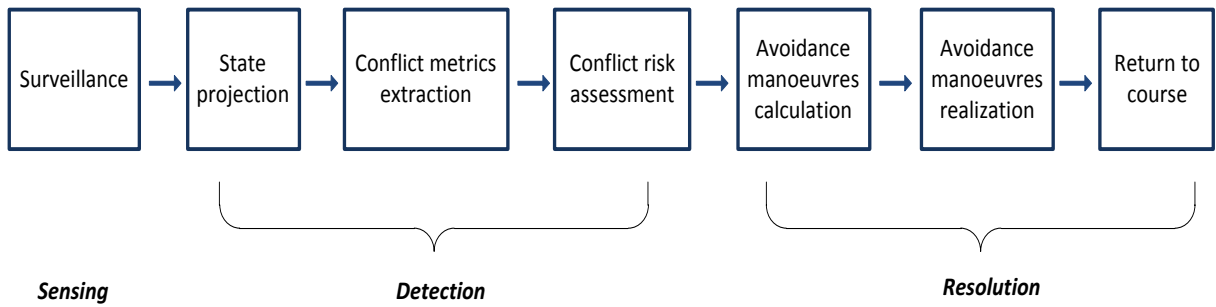 Surveillance
State
projection
Conflict metrics
extraction
Conflict risk
assessment
Avoidance
manoeuvres
calculation
Avoidance
manoeuvres
realization
Return to
course
Sensing
Detection
Resolution